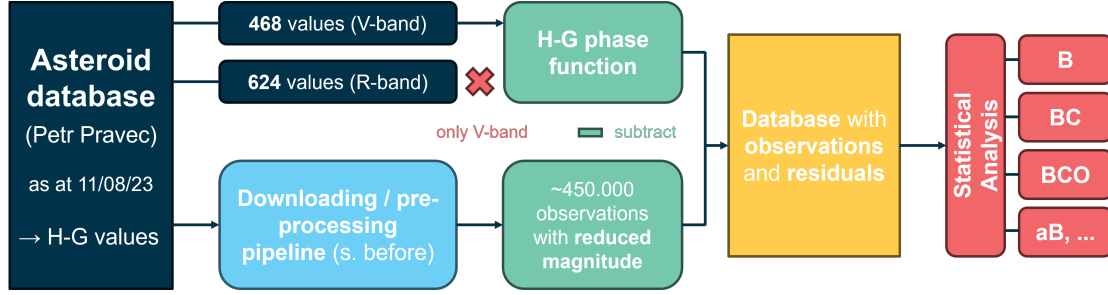 Asteroid
database
(Petr Pravec)
as at 11/08/23
→ H-G values
468 values (V-band)
624 values (R-band)
H-G phase
function
only V-band
subtract
Downloading / pre-
processing
pipeline (s. before)
~450.000
observations
with reduced
magnitude
Database with
observations
and residuals
Statistical
Analysis
B
BC
BCO
aB, ...